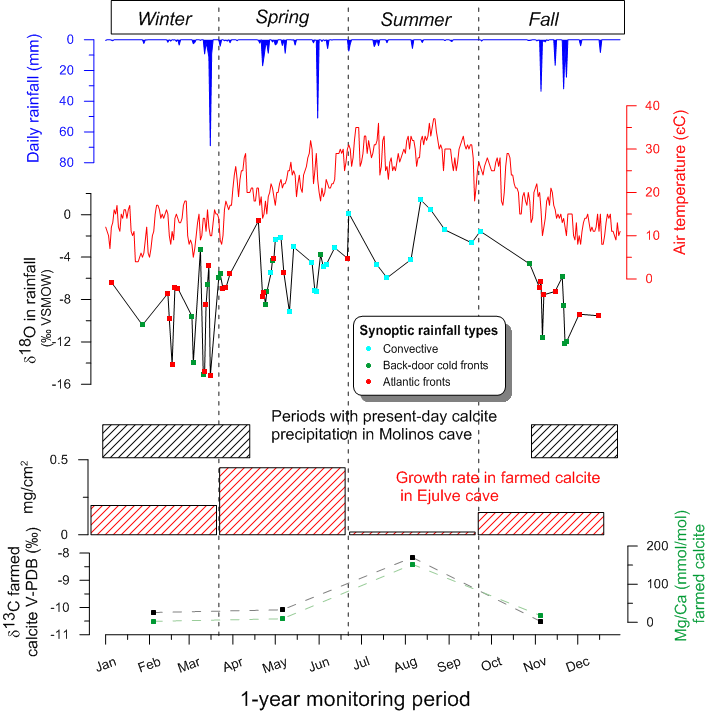 Winter Spring Summer Fall
Daily rainfall (mm)
0
20
40
60
80
Air temperature (єC)
40
30
20
10
0
δ18O in rainfall
(‰ VSMOW)
0
-4
-8
-12
-16
Synoptic rainfall types
Convective
Back-door cold fronts
Atlantic fronts
Periods with present-day calcite
precipitation in Molinos cave
mg/cm²
0.5
0
Growth rate in farmed calcite
in Ejulve cave
δ13C farmed
calcite V-PDB (‰)
-8
-9
-10
-11
Mg/Ca (mmol/mol)
farmed calcite
200
100
0
Jan Feb Mar Apr May Jun Jul Aug Sep Oct Nov Dec
1-year monitoring period